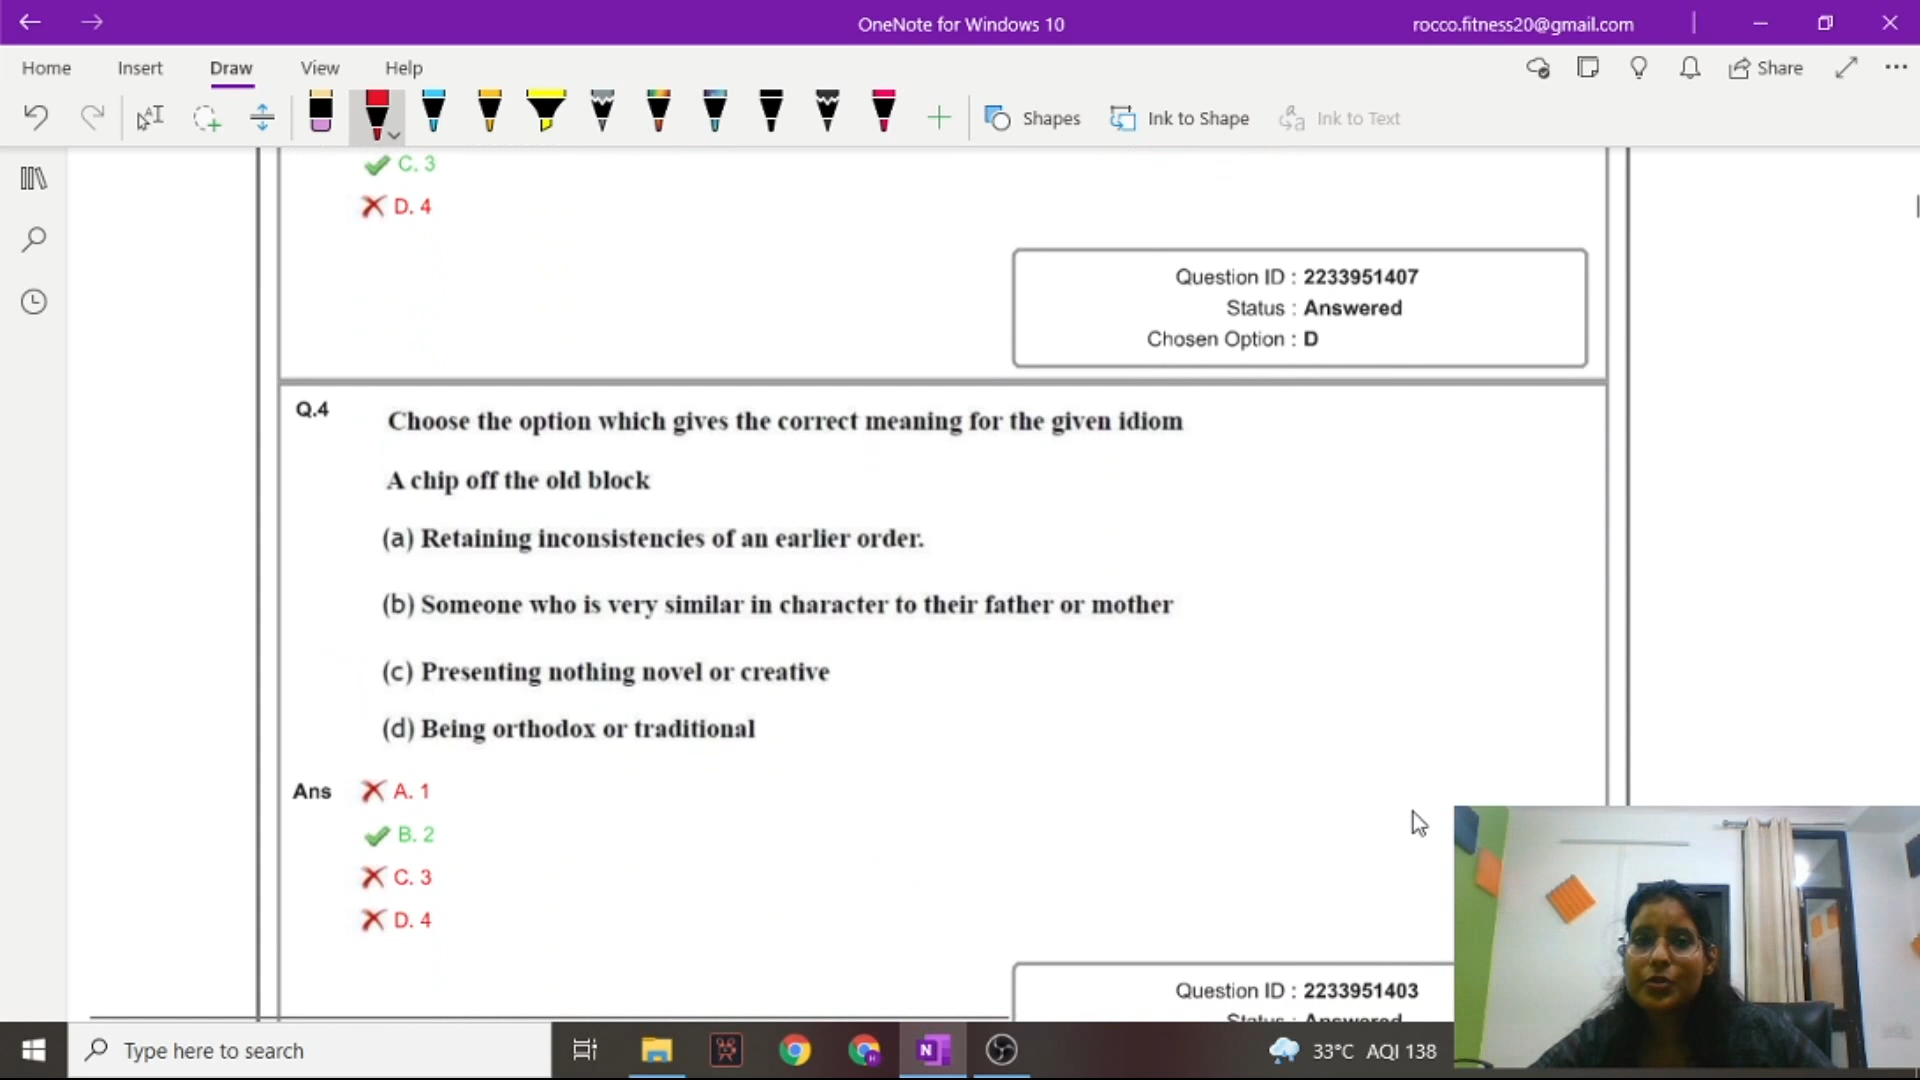 OneNote for Windows 10
rocco.fitness20@gmail.com
Home Insert Draw View Help
Share
Shapes Ink to Shape Ink to Text
C. 3
D. 4
Question ID : 2233951407
Status : Answered
Chosen Option : D
Q.4 Choose the option which gives the correct meaning for the given idiom
A chip off the old block
(a) Retaining inconsistencies of an earlier order.
(b) Someone who is very similar in character to their father or mother
(c) Presenting nothing novel or creative
(d) Being orthodox or traditional
Ans A. 1
B. 2
C. 3
D. 4
Question ID : 2233951403
Status : Answered
Type here to search
33°C AQI 138